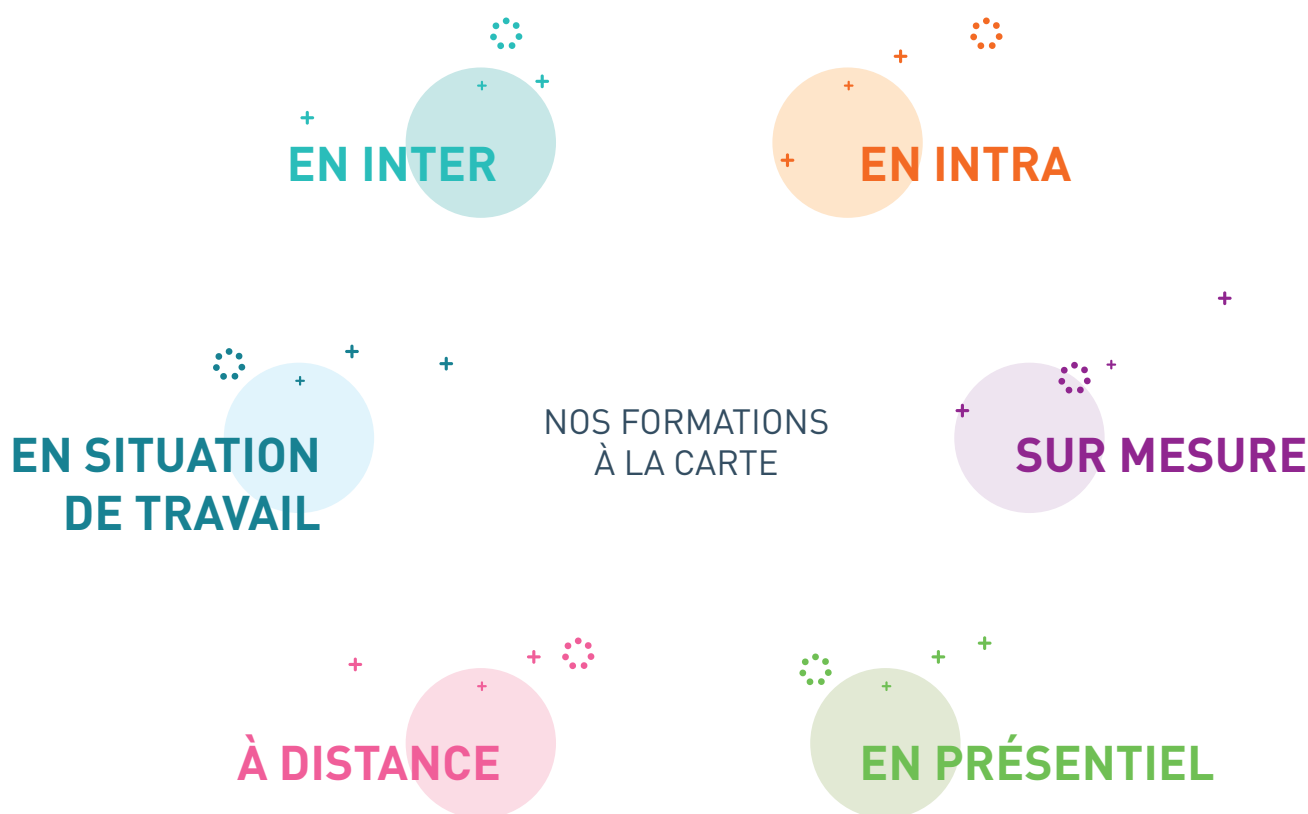 EN INTER
EN INTRA
EN SITUATION
DE TRAVAIL
NOS FORMATIONS
À LA CARTE
SUR MESURE
À DISTANCE
EN PRÉSENTIEL